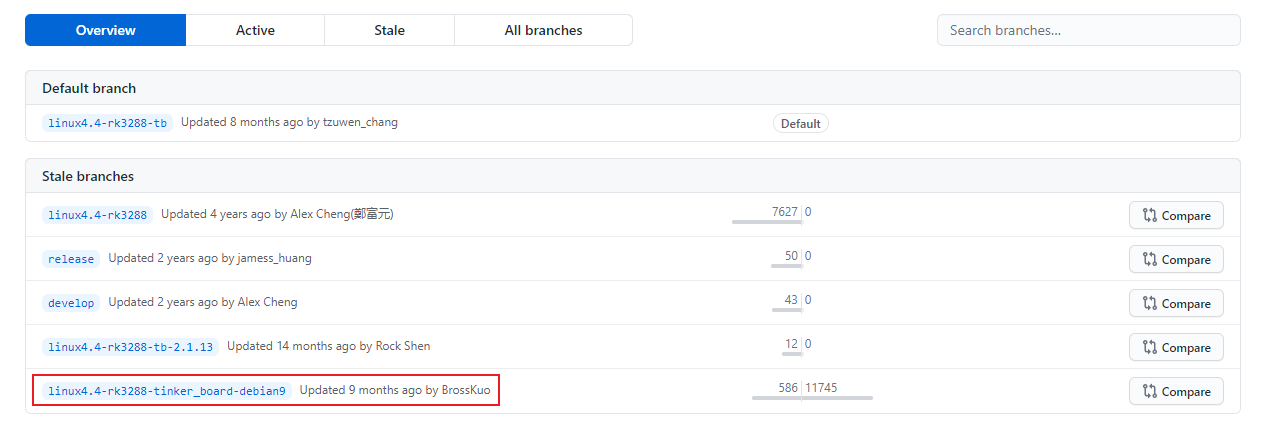 Overview Active Stale All branches Search branches...
Default branch
linux4.4-rk3288-tb Updated 8 months ago by tzuwen_chang Default
Stale branches
linux4.4-rk3288 Updated 4 years ago by Alex Cheng(鄭富元) 7627 0 Compare
release Updated 2 years ago by jamess_huang 50 0 Compare
develop Updated 2 years ago by Alex Cheng 43 0 Compare
linux4.4-rk3288-tb-2.1.13 Updated 14 months ago by Rock Shen 12 0 Compare
linux4.4-rk3288-tinker_board-debian9 Updated 9 months ago by BrossKuo 586 11745 Compare